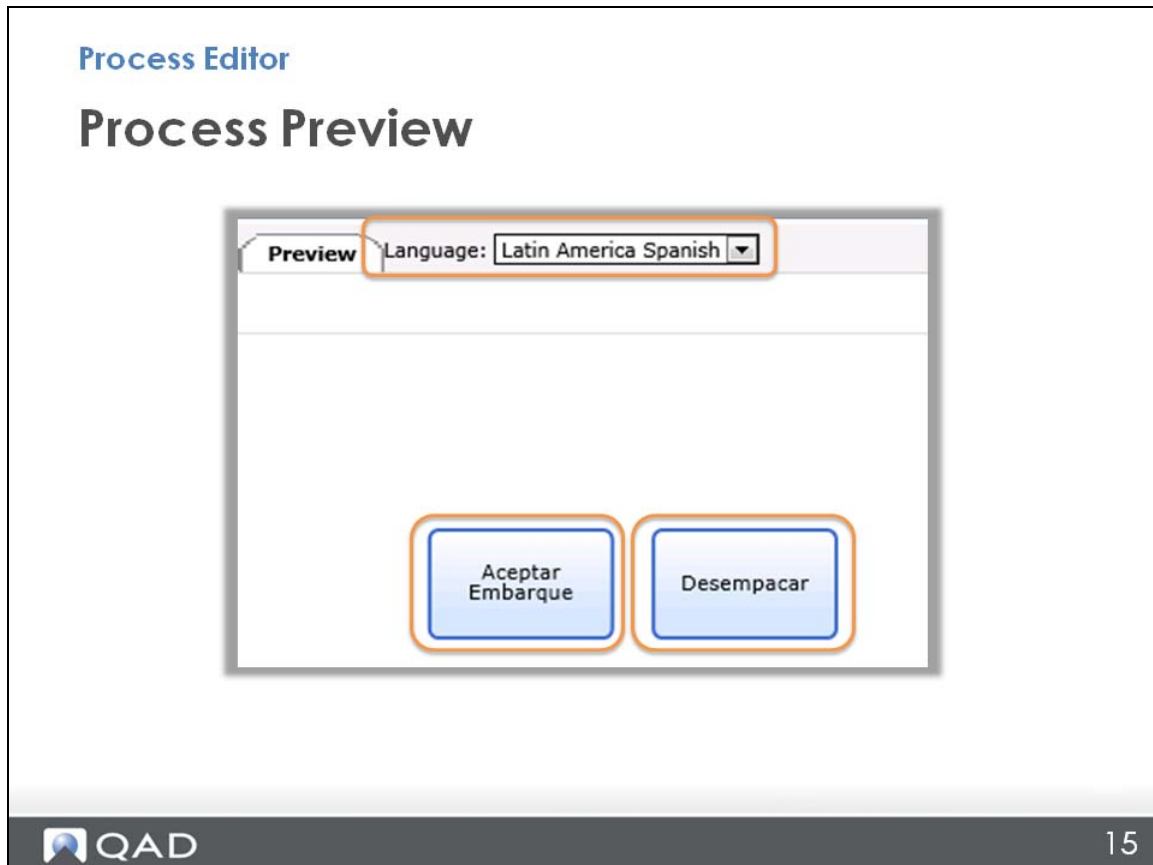 Process Editor
Process Preview
Preview Language: Latin America Spanish
Aceptar
Embarque
Desempacar
QAD
15